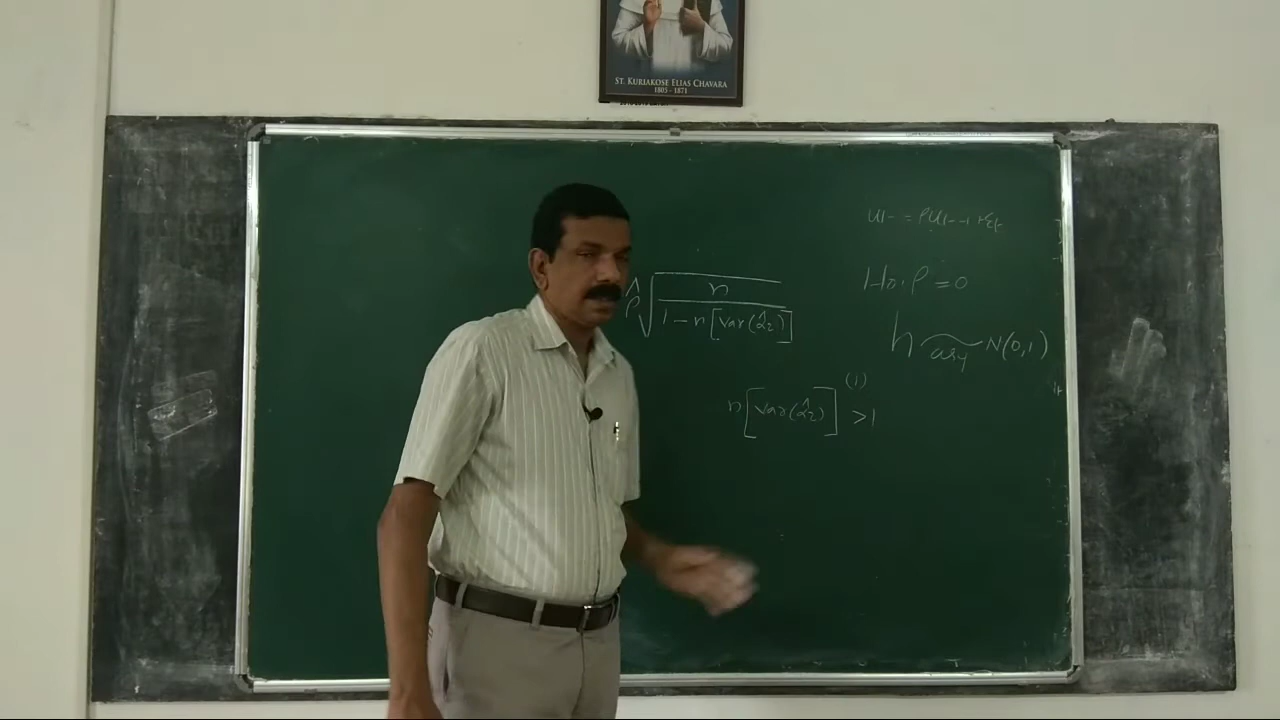 ST. KURIAKOSE ELIAS CHAVARA
1805 - 1871
Ut = ρUt-1 + εt
H0: ρ = 0
ρ̂ √(n / (1 - n[var(α̂2)]))
h ~asy N(0,1)
(1)
n[var(α̂2)] > 1